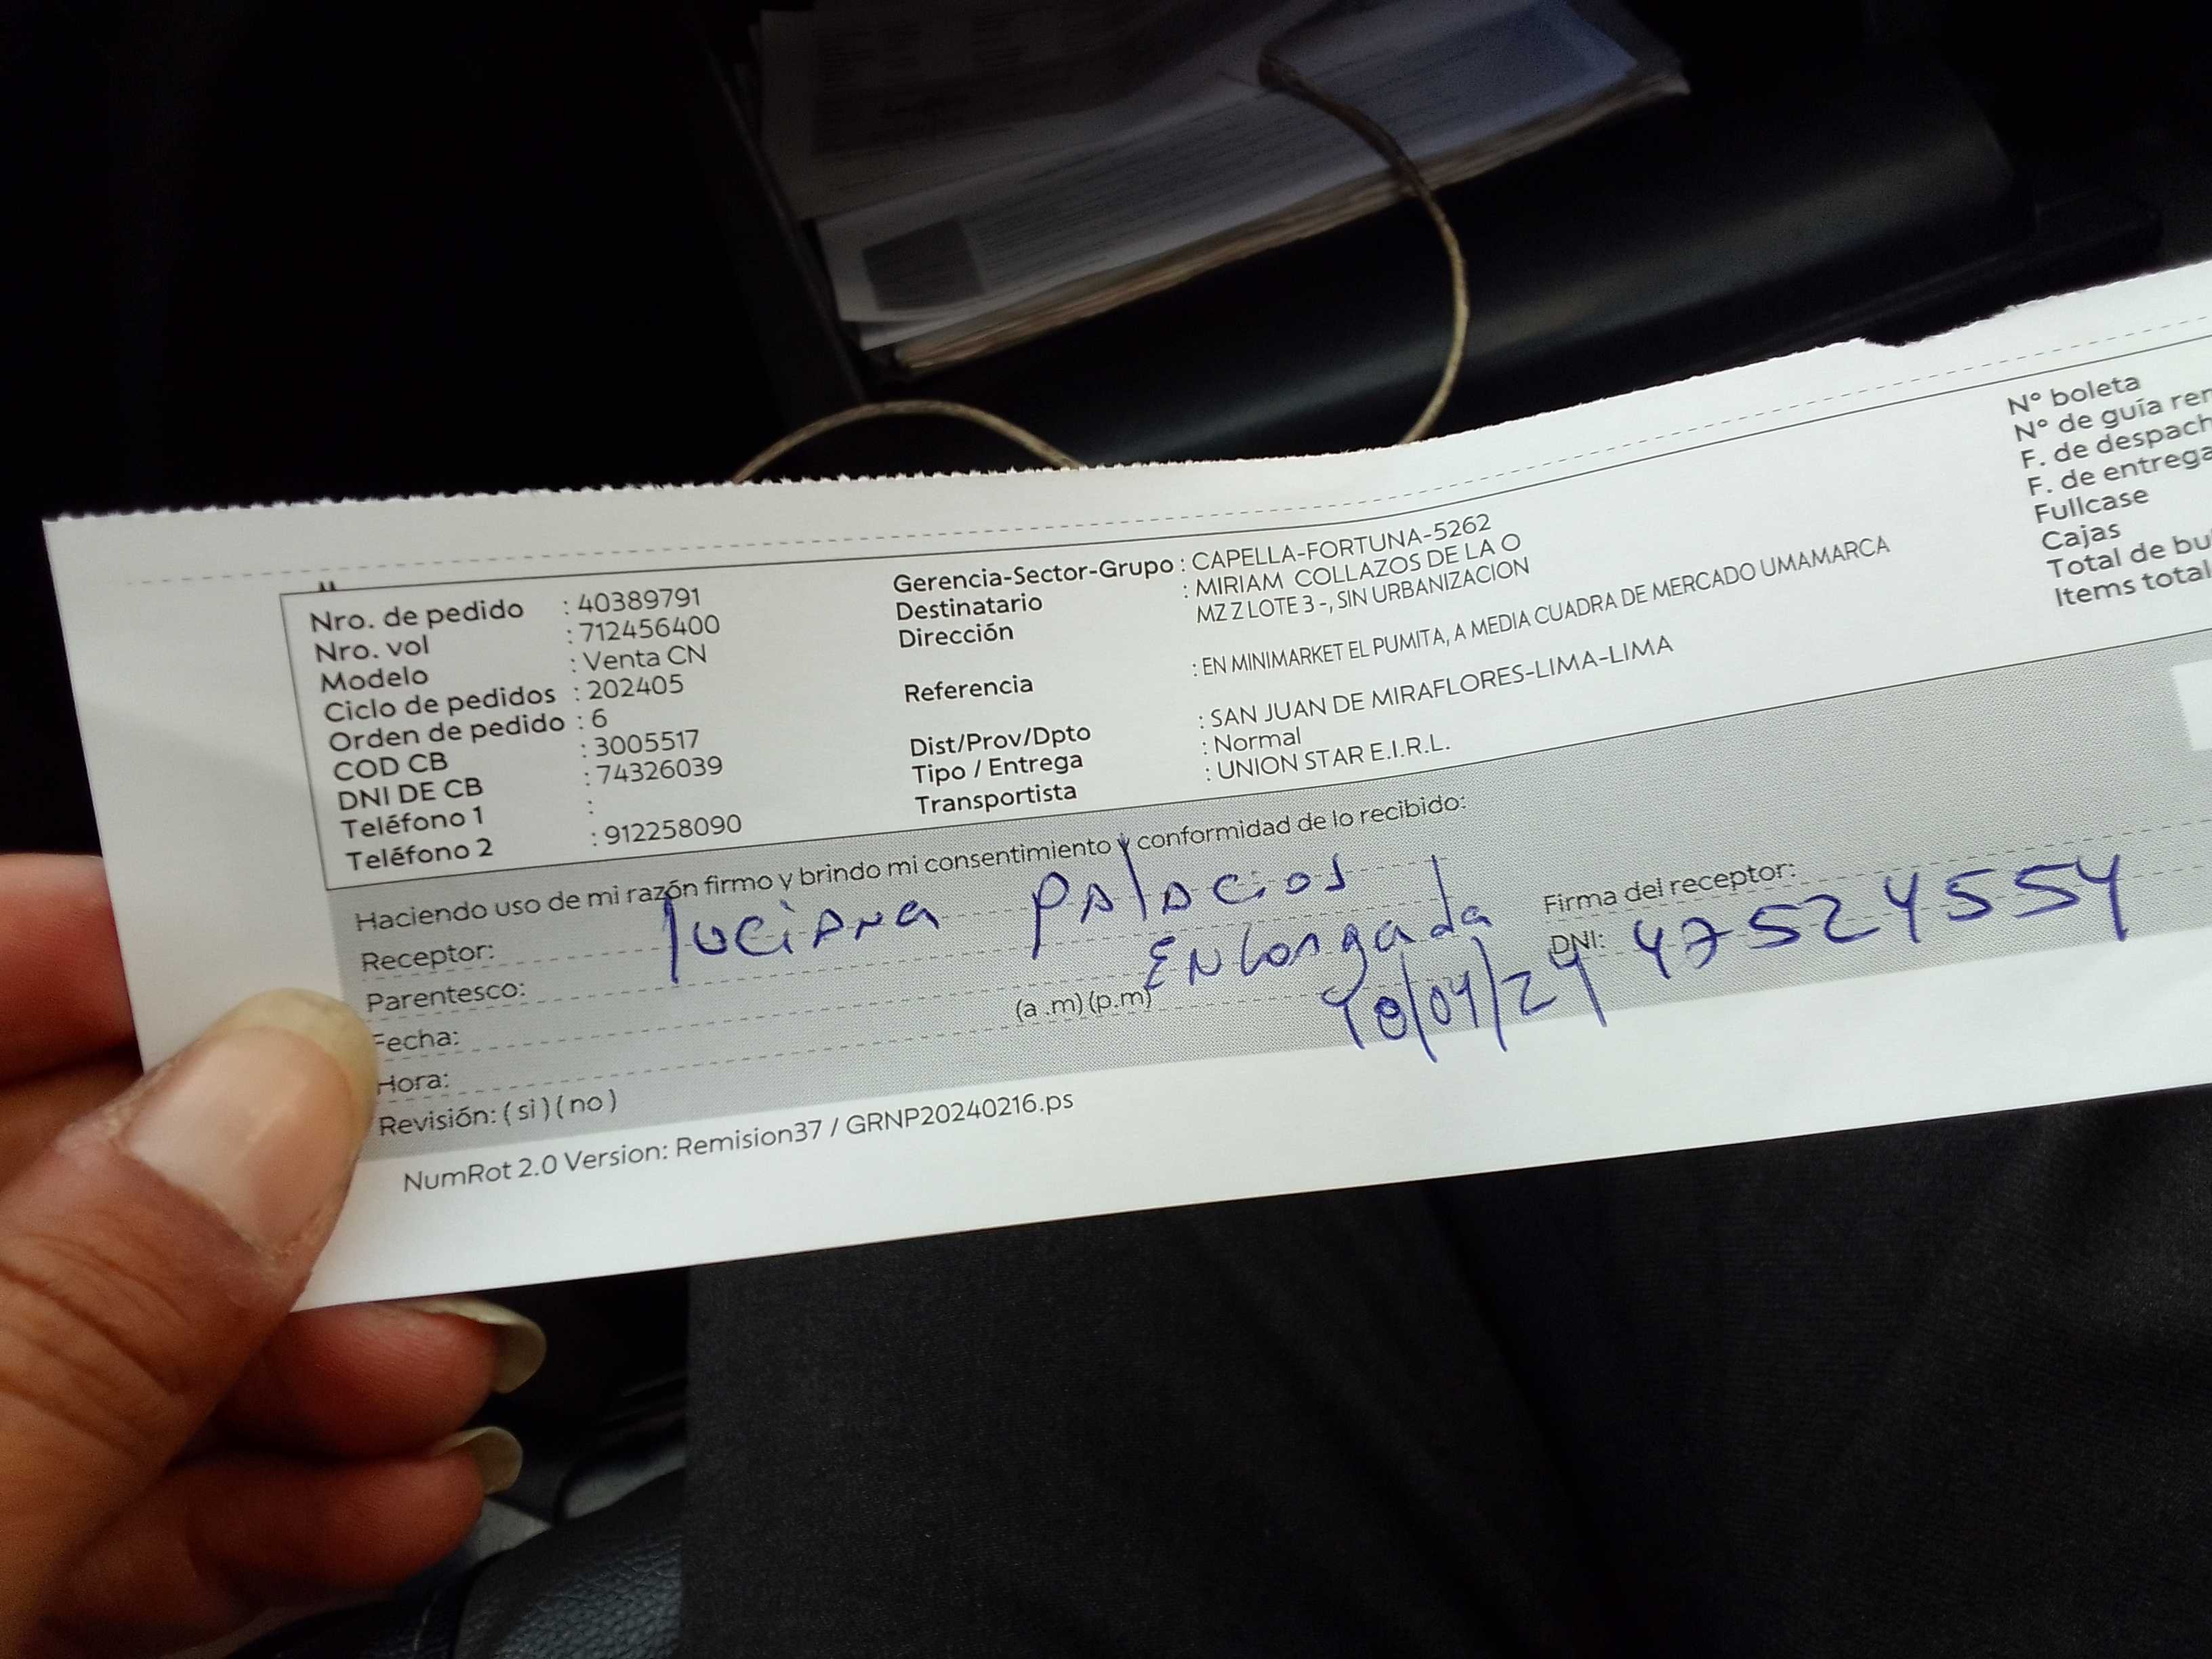 Nro. de pedido : 40389791
Nro. vol : 712456400
Modelo : Venta CN
Ciclo de pedidos : 202405
Orden de pedido : 6
COD CB : 3005517
DNI DE CB : 74326039
Teléfono 1 :
Teléfono 2 : 912258090
Gerencia-Sector-Grupo : CAPELLA-FORTUNA-5262
Destinatario : MIRIAM COLLAZOS DE LA O
Dirección MZ Z LOTE 3 -, SIN URBANIZACION
Referencia : EN MINIMARKET EL PUMITA, A MEDIA CUADRA DE MERCADO UMAMARCA
Dist/Prov/Dpto : SAN JUAN DE MIRAFLORES-LIMA-LIMA
Tipo / Entrega : Normal
Transportista : UNION STAR E.I.R.L.
N° boleta
N° de guía
F. de
F. de entrega
Fullcase
Cajas
Total de
Items total
Haciendo uso de mi razón firmo y brindo mi consentimiento y conformidad de lo recibido:
Receptor: luciana Palacios
Parentesco: Enlongada
Fecha:
Hora: (a .m) (p.m)
Revisión: ( sì ) ( no )
Firma del receptor:
DNI: 47524554
/04/24
NumRot 2.0 Version: Remision37 / GRNP20240216.ps